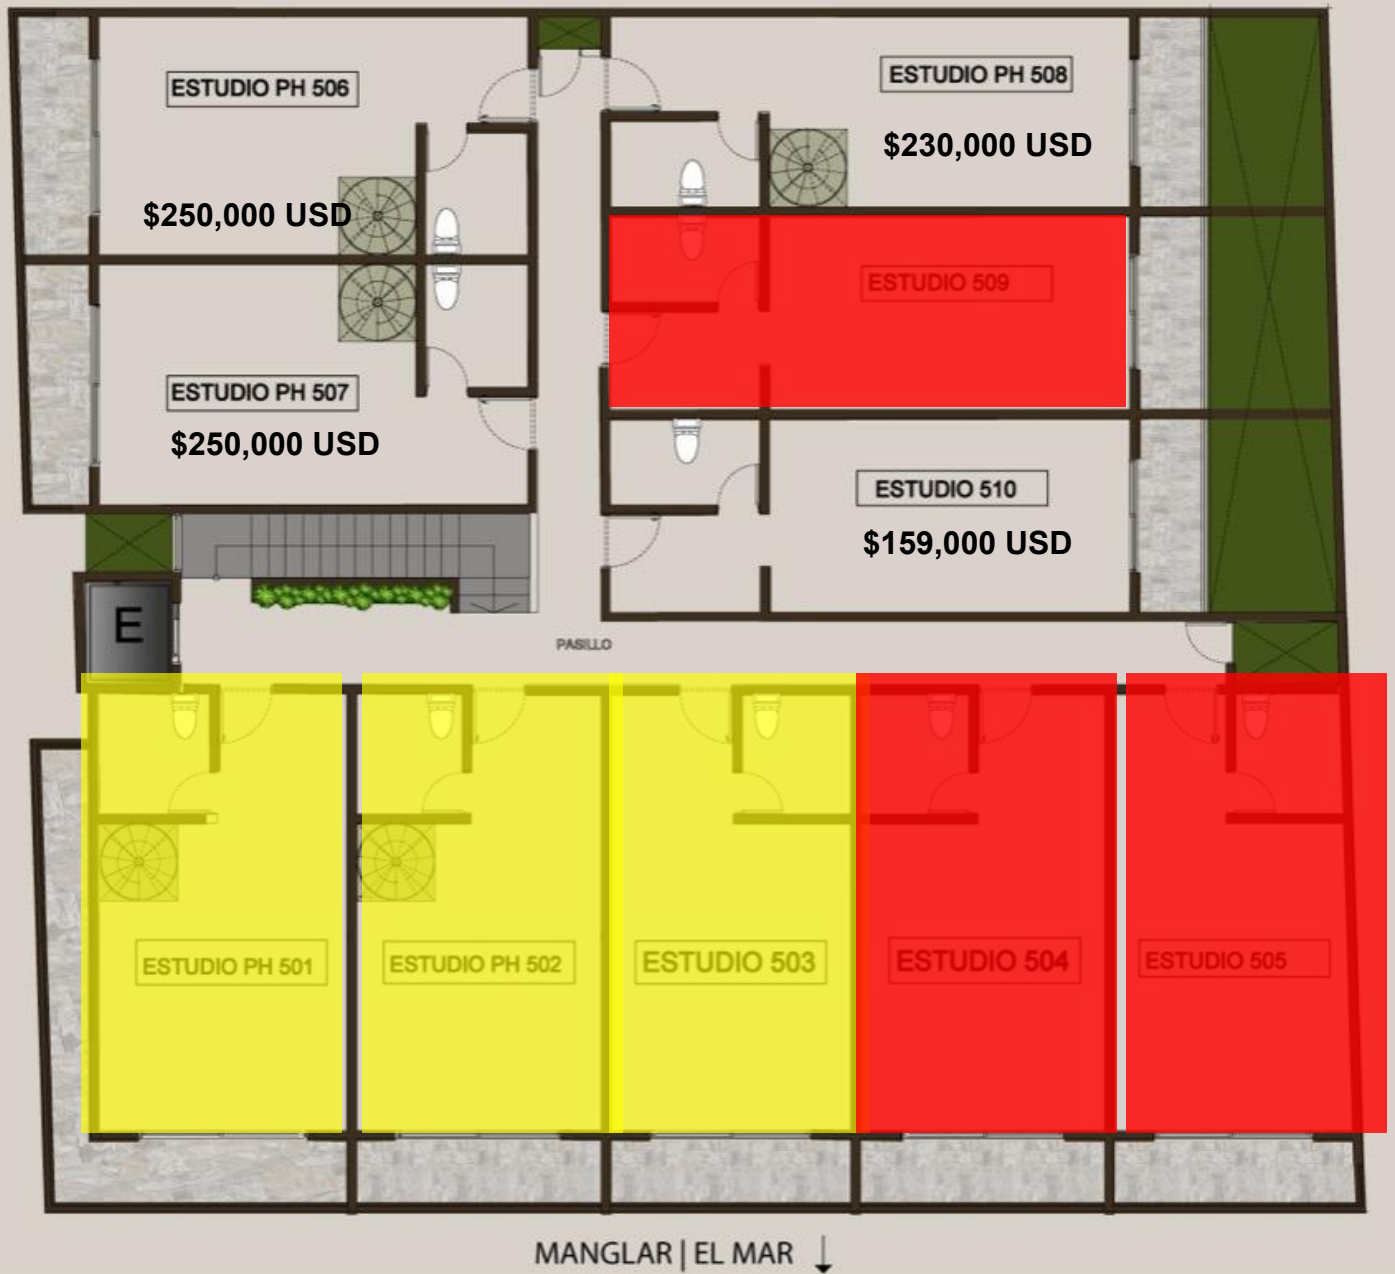 ESTUDIO PH 506
$250,000 USD
ESTUDIO PH 508
$230,000 USD
ESTUDIO 509
ESTUDIO PH 507
$250,000 USD
ESTUDIO 510
$159,000 USD
E
PASILLO
ESTUDIO PH 501
ESTUDIO PH 502
ESTUDIO 503
ESTUDIO 504
ESTUDIO 505
MANGLAR | EL MAR ↓